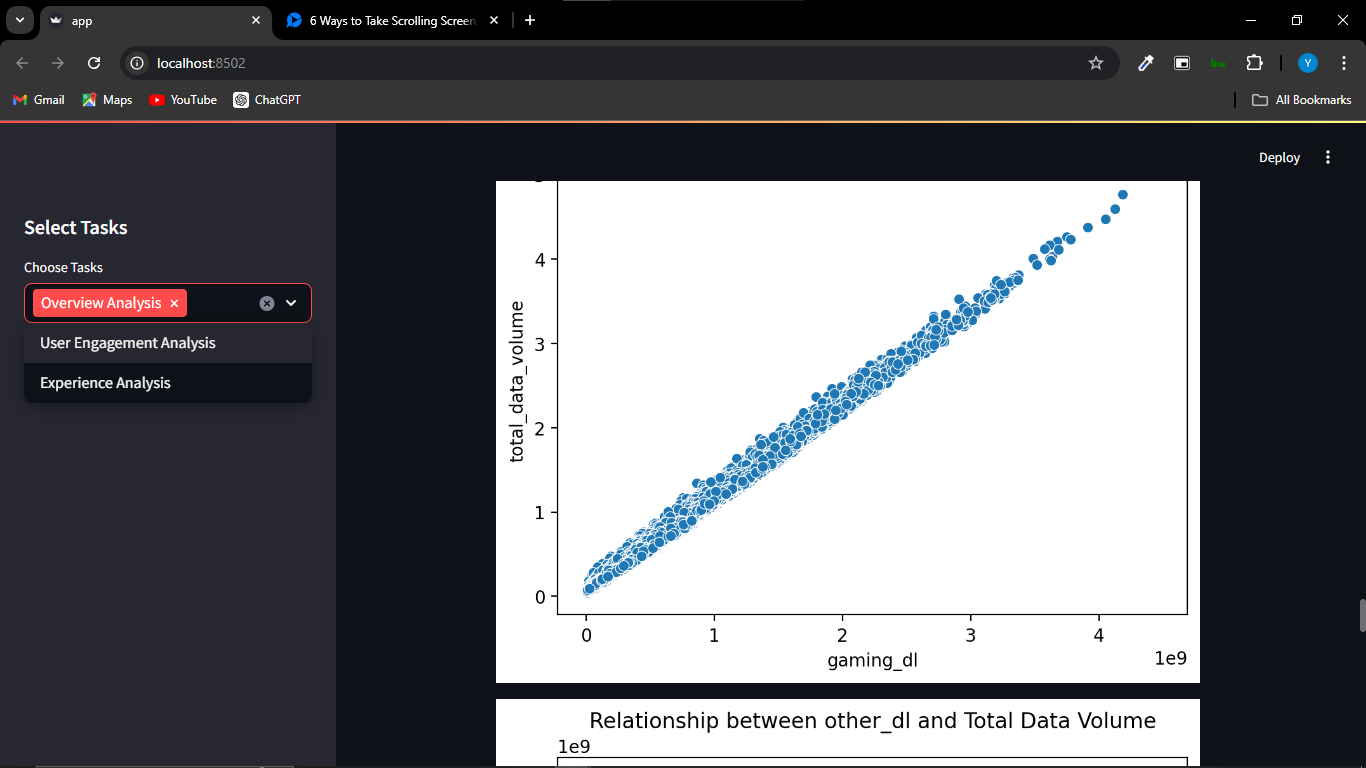 app
6 Ways to Take Scrolling Screen
localhost:8502
bw
Y
Gmail
Maps
YouTube
ChatGPT
All Bookmarks
Deploy
Select Tasks
Choose Tasks
Overview Analysis
User Engagement Analysis
Experience Analysis
total_data_volume
4
3
2
1
0
0 1 2 3 4
gaming_dl
1e9
Relationship between other_dl and Total Data Volume
1e9